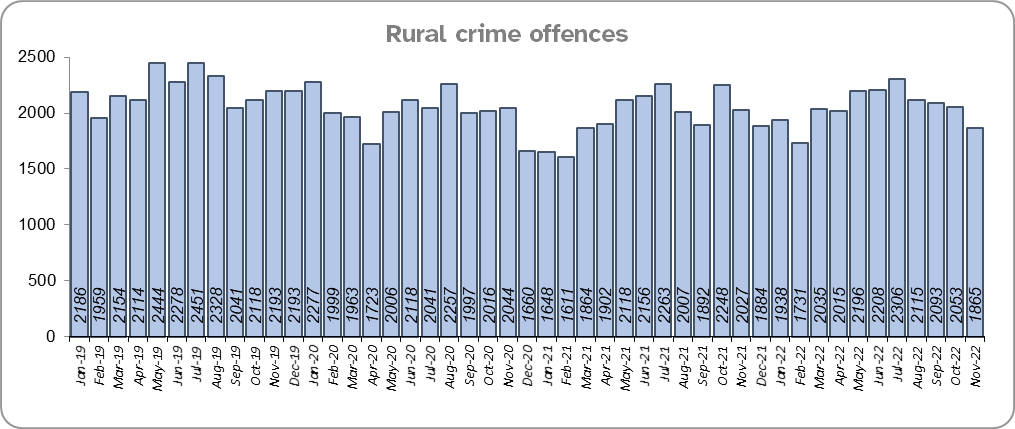 Rural crime offences
2500
2000
1500
1000
500
0
2186 1959 2154 2114 2444 2278 2451 2328 2041 2118 2193 2193 2277 1999 1963 1723 2006 2118 2041 2257 1997 2016 2044 1660 1648 1611 1864 1902 2118 2156 2263 2007 1892 2248 2027 1884 1938 1731 2035 2015 2196 2208 2306 2115 2093 2053 1865
Jan-19 Feb-19 Mar-19 Apr-19 May-19 Jun-19 Jul-19 Aug-19 Sep-19 Oct-19 Nov-19 Dec-19 Jan-20 Feb-20 Mar-20 Apr-20 May-20 Jun-20 Jul-20 Aug-20 Sep-20 Oct-20 Nov-20 Dec-20 Jan-21 Feb-21 Mar-21 Apr-21 May-21 Jun-21 Jul-21 Aug-21 Sep-21 Oct-21 Nov-21 Dec-21 Jan-22 Feb-22 Mar-22 Apr-22 May-22 Jun-22 Jul-22 Aug-22 Sep-22 Oct-22 Nov-22